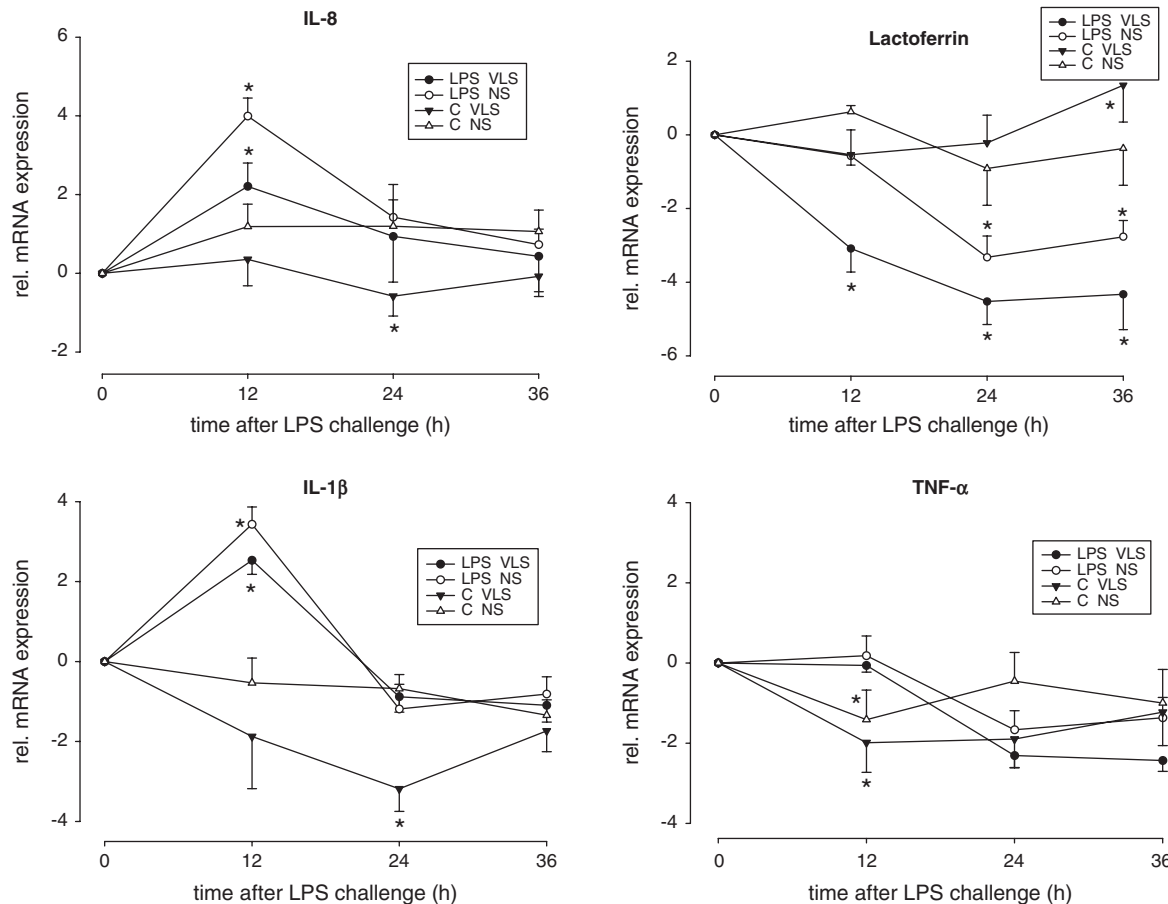 IL-8
6
4
2
0
-2
rel. mRNA expression
LPS VLS
LPS NS
C VLS
C NS
*
*
*
0 12 24 36
time after LPS challenge (h)
Lactoferrin
2
0
-2
-4
-6
rel. mRNA expression
LPS VLS
LPS NS
C VLS
C NS
*
*
*
*
*
*
0 12 24 36
time after LPS challenge (h)
IL-1β
4
2
0
-2
-4
rel. mRNA expression
LPS VLS
LPS NS
C VLS
C NS
*
*
*
0 12 24 36
time after LPS challenge (h)
TNF-α
4
2
0
-2
-4
rel. mRNA expression
LPS VLS
LPS NS
C VLS
C NS
*
*
0 12 24 36
time after LPS challenge (h)